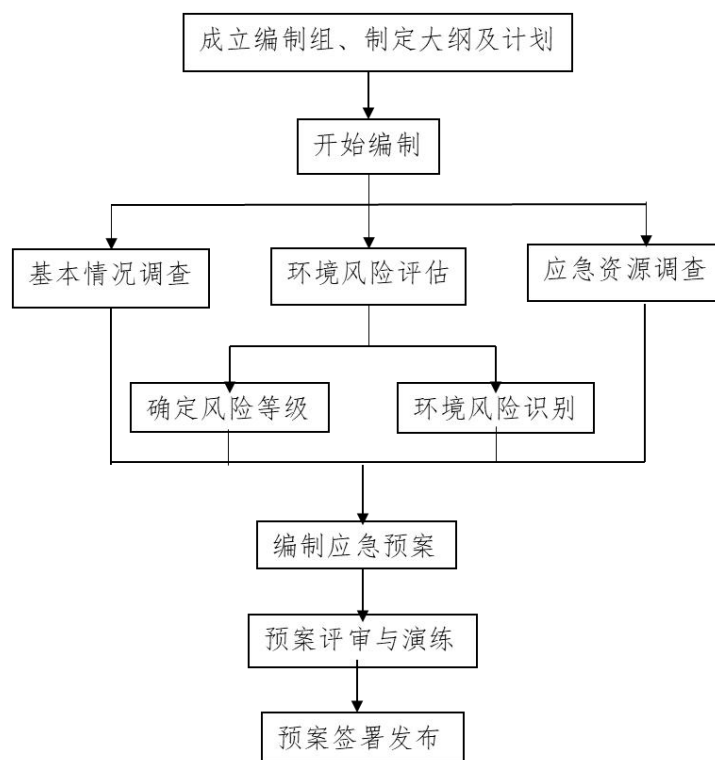 成立编制组、制定大纲及计划
开始编制
基本情况调查
环境风险评估
应急资源调查
确定风险等级
环境风险识别
编制应急预案
预案评审与演练
预案签署发布